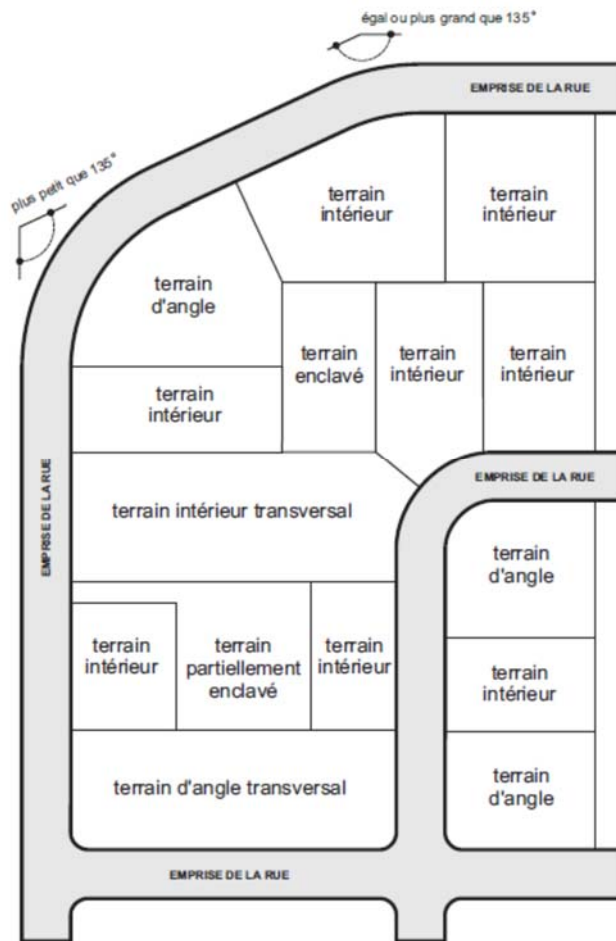 égal ou plus grand que 135°
EMPRISE DE LA RUE
plus petit que 135°
terrain
intérieur
terrain
intérieur
terrain
d'angle
terrain
enclavé
terrain
intérieur
terrain
intérieur
terrain
intérieur
EMPRISE DE LA RUE
EMPRISE DE LA RUE
terrain intérieur transversal
terrain
d'angle
terrain
intérieur
terrain
partiellement
enclavé
terrain
intérieur
terrain
intérieur
terrain d'angle transversal
terrain
d'angle
EMPRISE DE LA RUE